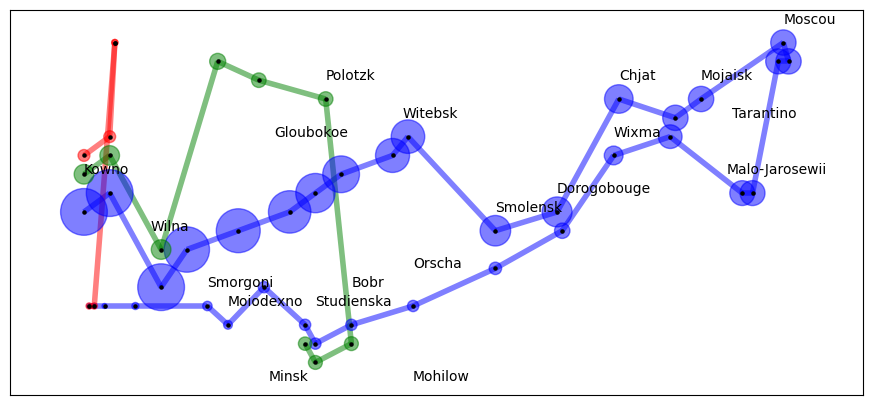 Moscou
Polotzk
Chjat
Mojaisk
Witebsk
Tarantino
Gloubokoe
Wixma
Kowno
Malo-Jarosewii
Dorogobouge
Smolensk
Wilna
Orscha
Smorgoni
Bobr
Moiodexno
Studienska
Minsk
Mohilow